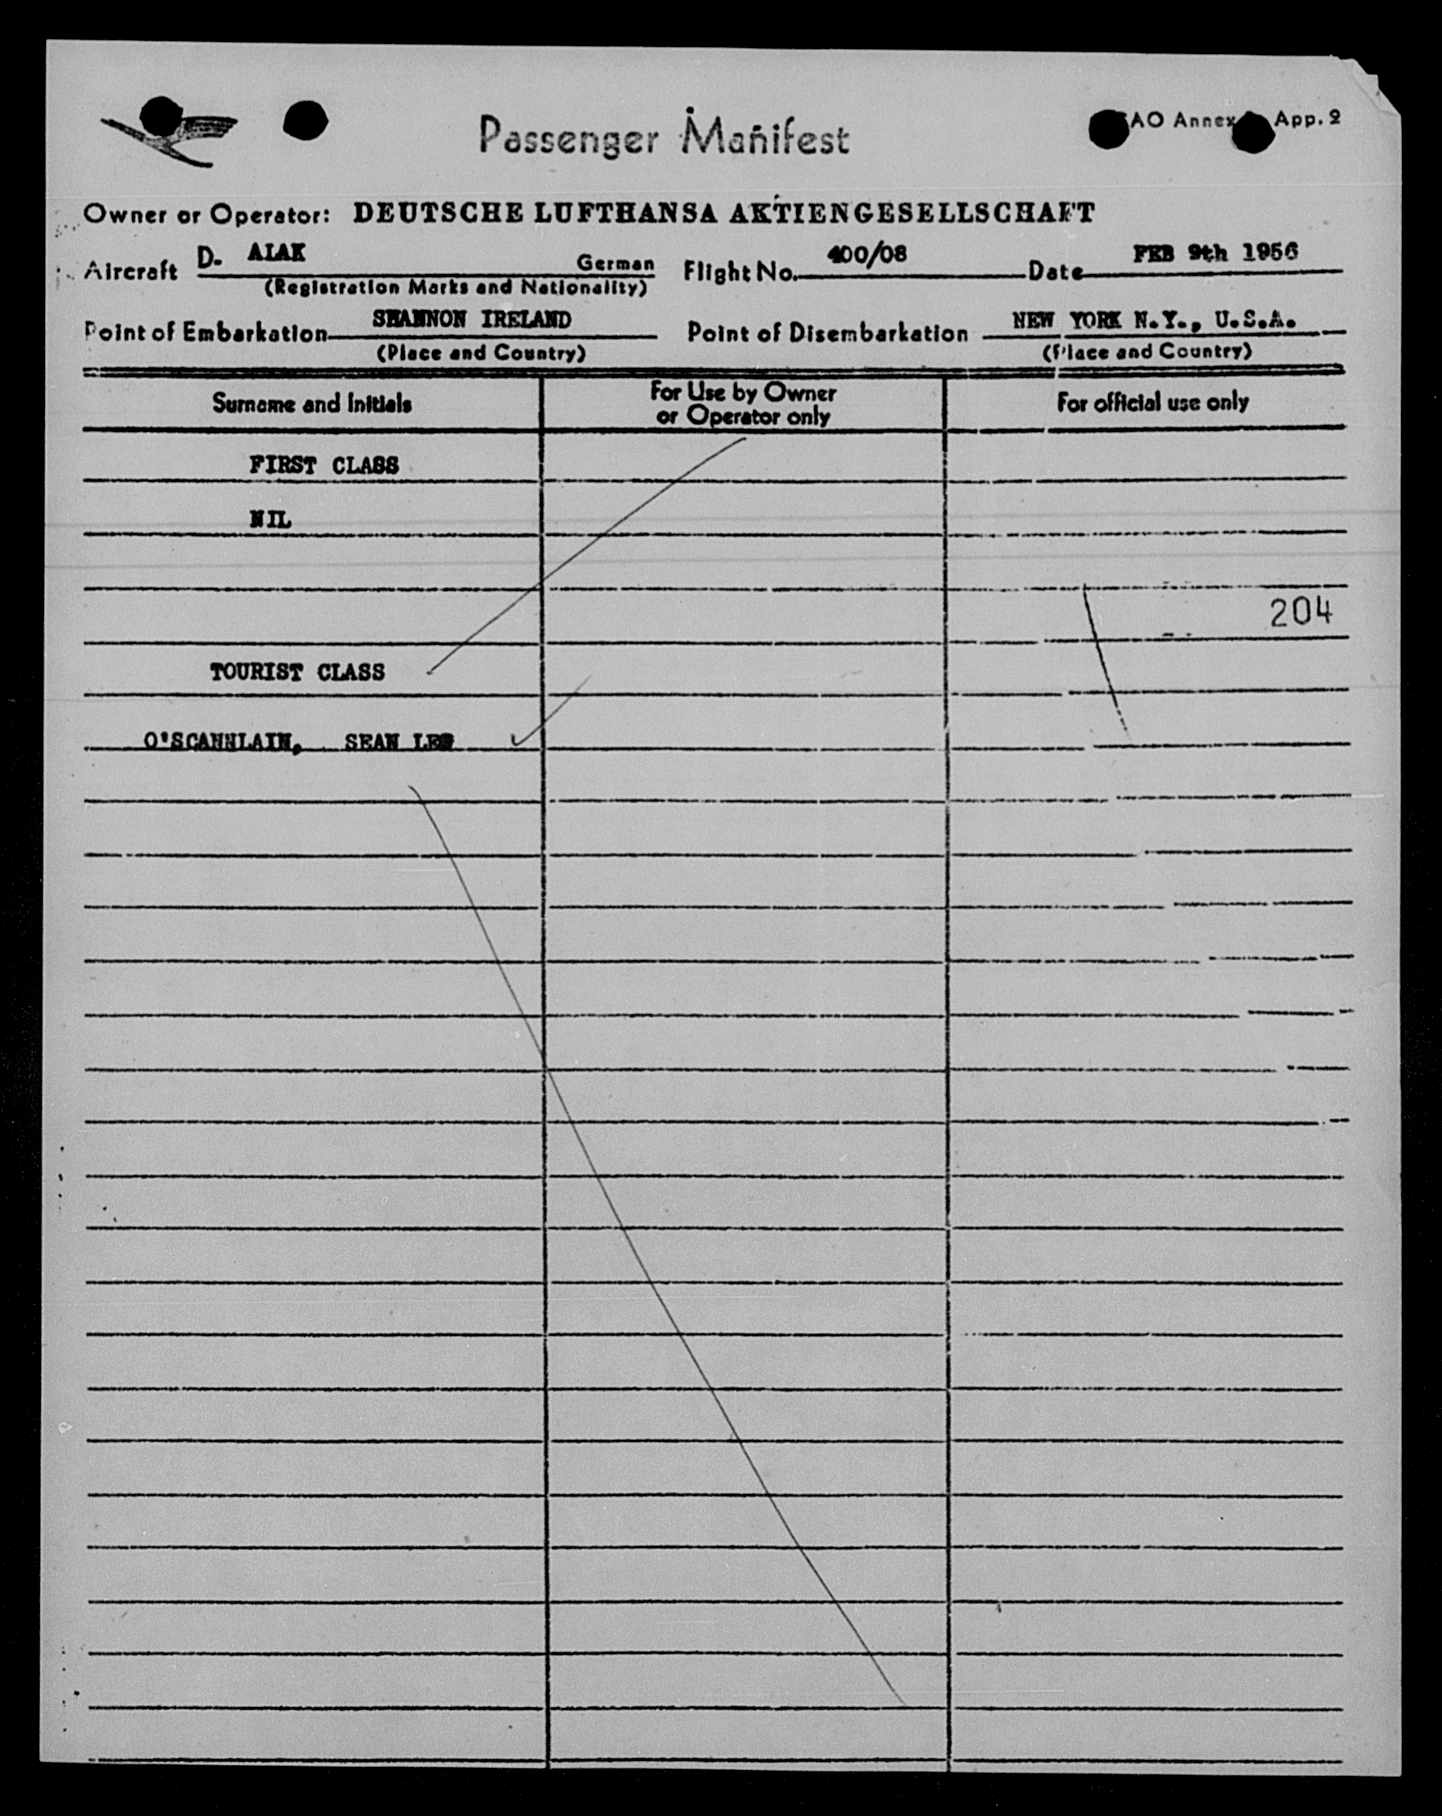 Passenger Manifest
AO Annex App. 2
Owner or Operator: DEUTSCHE LUFTHANSA AKTIENGESELLSCHAFT
Aircraft D. ALAK German Flight No. 400/08 Date FEB 9th 1956
(Registration Marks and Nationality)
Point of Embarkation SHANNON IRELAND Point of Disembarkation NEW YORK N.Y., U.S.A.
(Place and Country) (Place and Country)
Surname and Initials For Use by Owner or Operator only For official use only
FIRST CLASS
NIL
204
TOURIST CLASS
O'SCANNLAIN, SEAN LEO